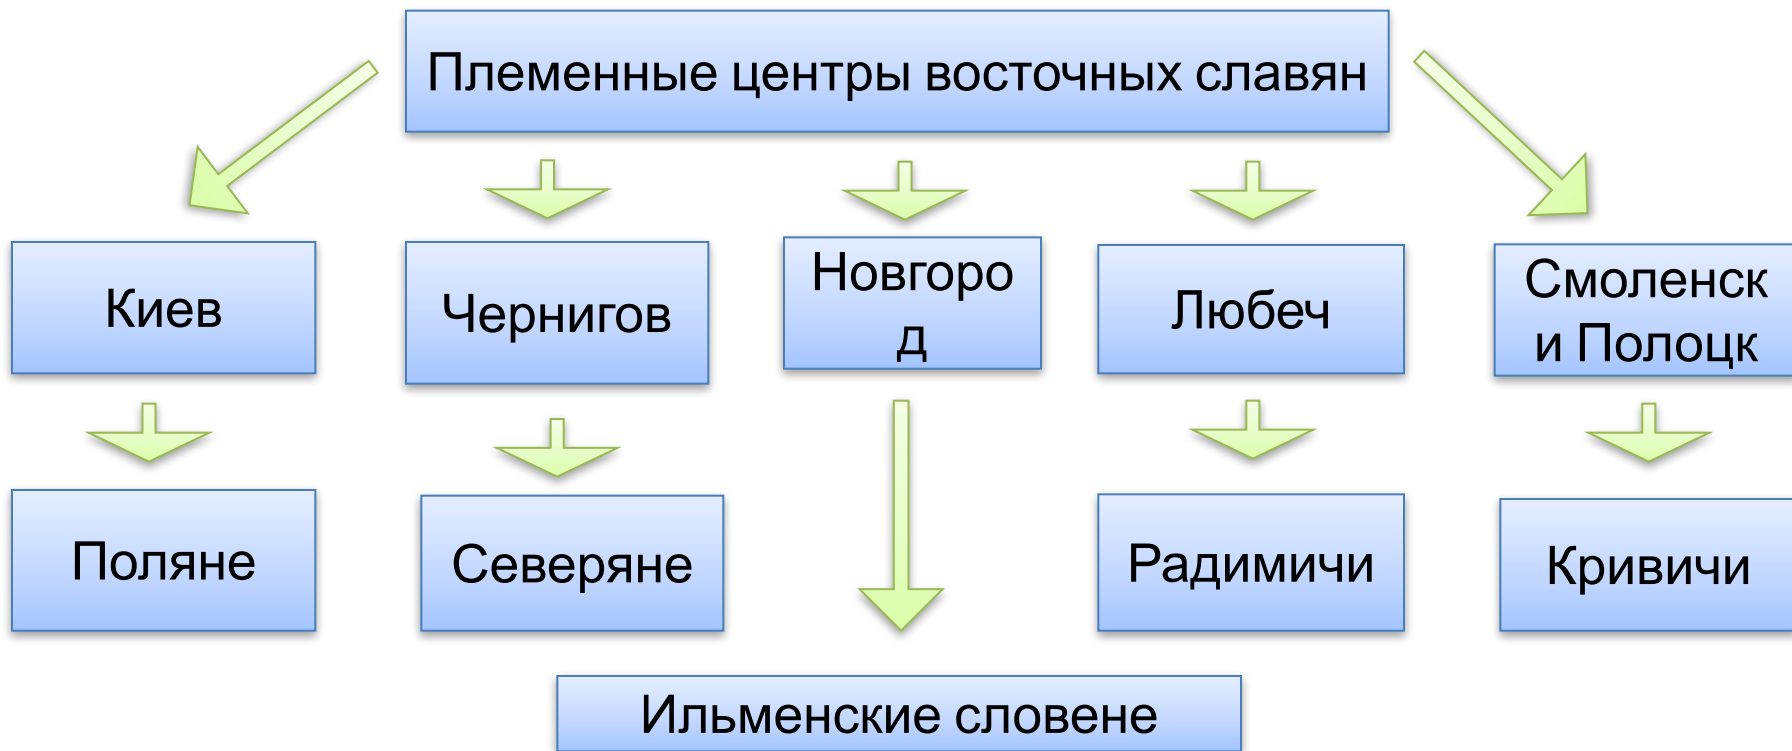 Племенные центры восточных славян
Киев
Чернигов
Новгоро
д
Любеч
Смоленск
и Полоцк
Поляне
Северяне
Радимичи
Кривичи
Ильменские словене